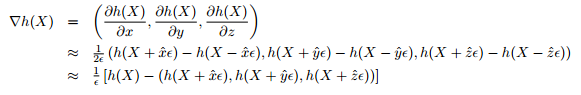 ∇h(X) = (∂h(X)/∂x, ∂h(X)/∂y, ∂h(X)/∂z)
≈ 1/2ϵ (h(X + x̂ϵ) − h(X − x̂ϵ), h(X + ŷϵ) − h(X − ŷϵ), h(X + ẑϵ) − h(X − ẑϵ))
≈ 1/ϵ [h(X) − (h(X + x̂ϵ), h(X + ŷϵ), h(X + ẑϵ))]